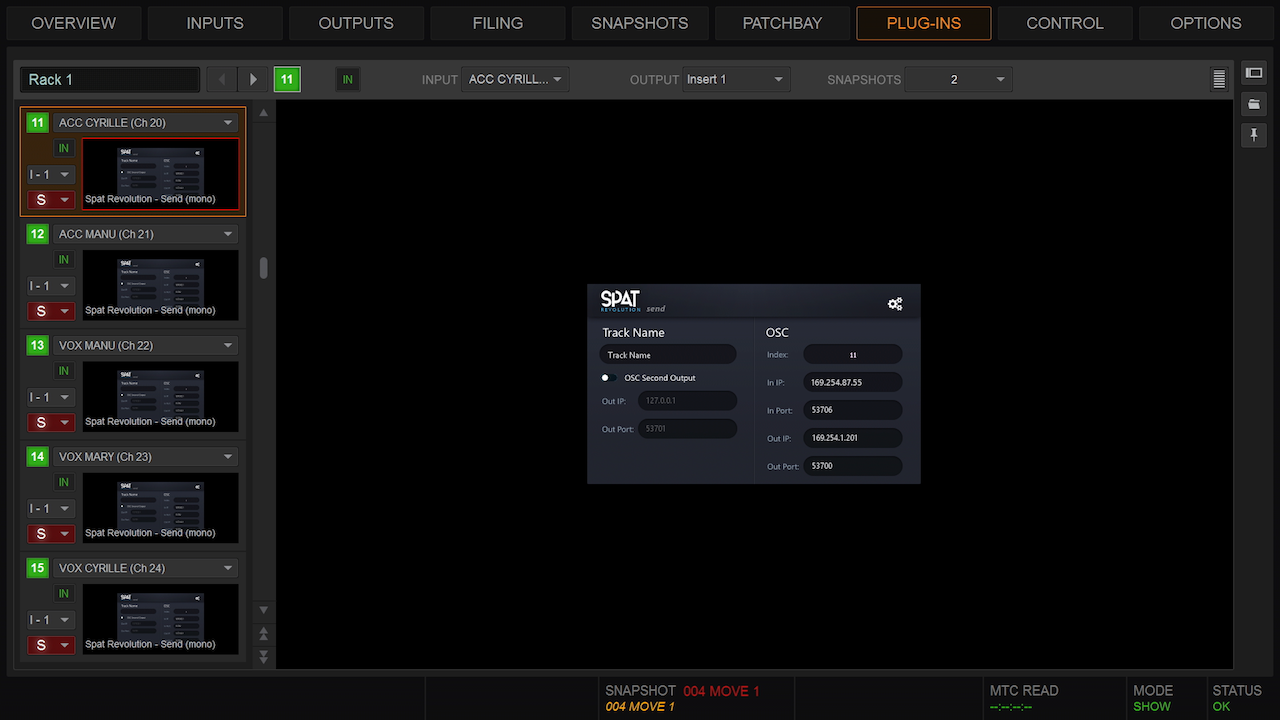 OVERVIEW INPUTS OUTPUTS FILING SNAPSHOTS PATCHBAY PLUG-INS CONTROL OPTIONS
Rack 1 11 IN INPUT ACC CYRILL... OUTPUT Insert 1 SNAPSHOTS 2
11 ACC CYRILLE (Ch 20)
IN
I - 1
S Spat Revolution - Send (mono)
12 ACC MANU (Ch 21)
IN
I - 1
S Spat Revolution - Send (mono)
13 VOX MANU (Ch 22)
IN
I - 1
S Spat Revolution - Send (mono)
14 VOX MARY (Ch 23)
IN
I - 1
S Spat Revolution - Send (mono)
15 VOX CYRILLE (Ch 24)
IN
I - 1
S Spat Revolution - Send (mono)
SPAT
REVOLUTION send
Track Name
Track Name
OSC Second Output
Out IP: 127.0.0.1
Out Port: 53701
OSC
Index: 11
In IP: 169.254.87.55
In Port: 53706
Out IP: 169.254.1.201
Out Port: 53700
SNAPSHOT 004 MOVE 1
004 MOVE 1
MTC READ
--:--:--:--
MODE
SHOW
STATUS
OK